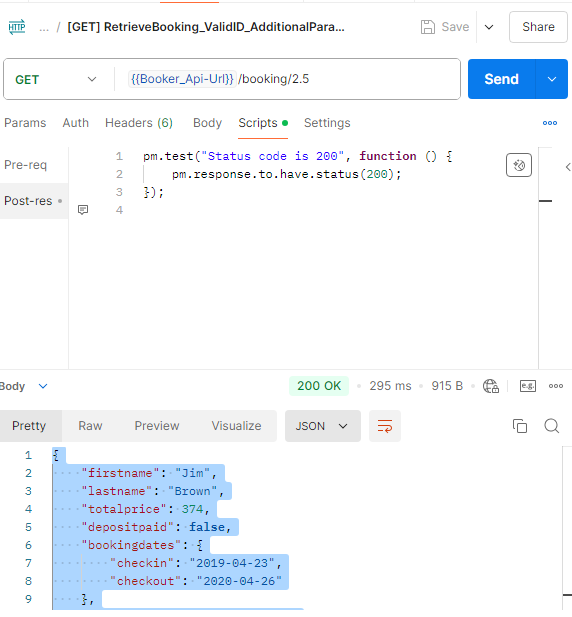 HTTP ... / [GET] RetrieveBooking_ValidID_AdditionalPara... Save Share
GET {{Booker_Api-Url}} /booking/2.5 Send
Params Auth Headers (6) Body Scripts Settings
Pre-req
Post-res
1 pm.test("Status code is 200", function () {
2 pm.response.to.have.status(200);
3 });
4
Body 200 OK 295 ms 915 B e.g.
Pretty Raw Preview Visualize JSON
1 {
2 "firstname": "Jim",
3 "lastname": "Brown",
4 "totalprice": 374,
5 "depositpaid": false,
6 "bookingdates": {
7 "checkin": "2019-04-23",
8 "checkout": "2020-04-26"
9 },